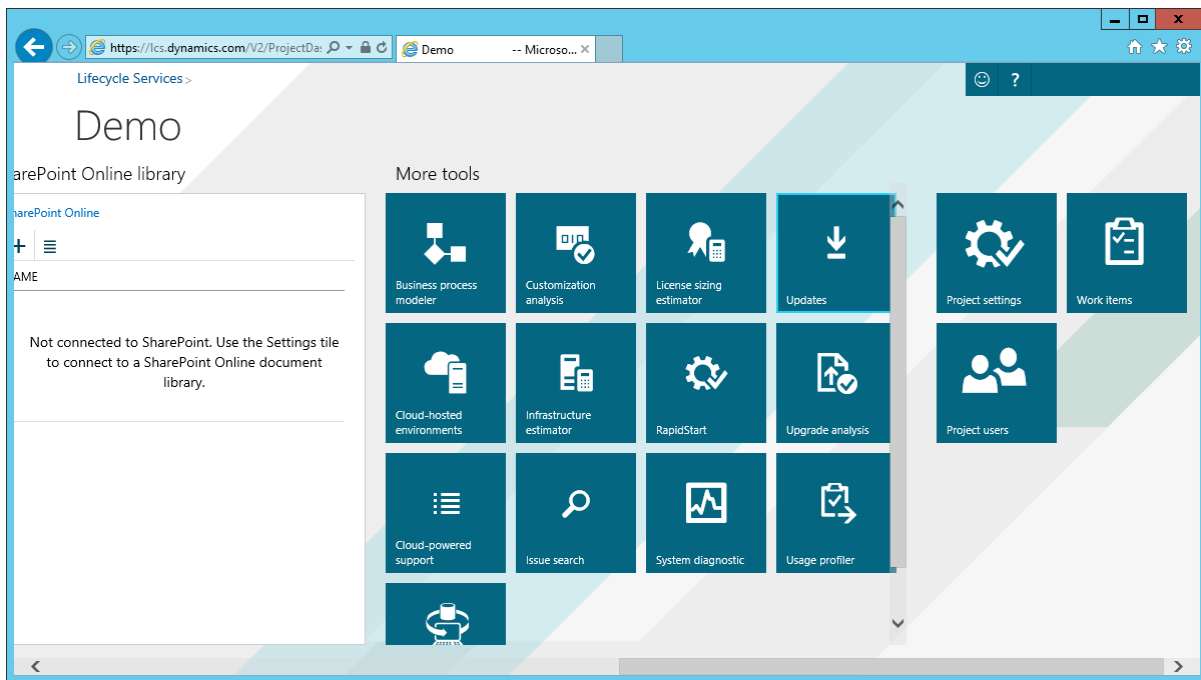 https://lcs.dynamics.com/V2/ProjectDa:
Demo -- Microso...
Lifecycle Services >
?
Demo
arePoint Online library
More tools
harePoint Online
AME
Not connected to SharePoint. Use the Settings tile
to connect to a SharePoint Online document
library.
Business process
modeler
Customization
analysis
License sizing
estimator
Updates
Project settings
Work items
Cloud-hosted
environments
Infrastructure
estimator
RapidStart
Upgrade analysis
Project users
Cloud-powered
support
Issue search
System diagnostic
Usage profiler